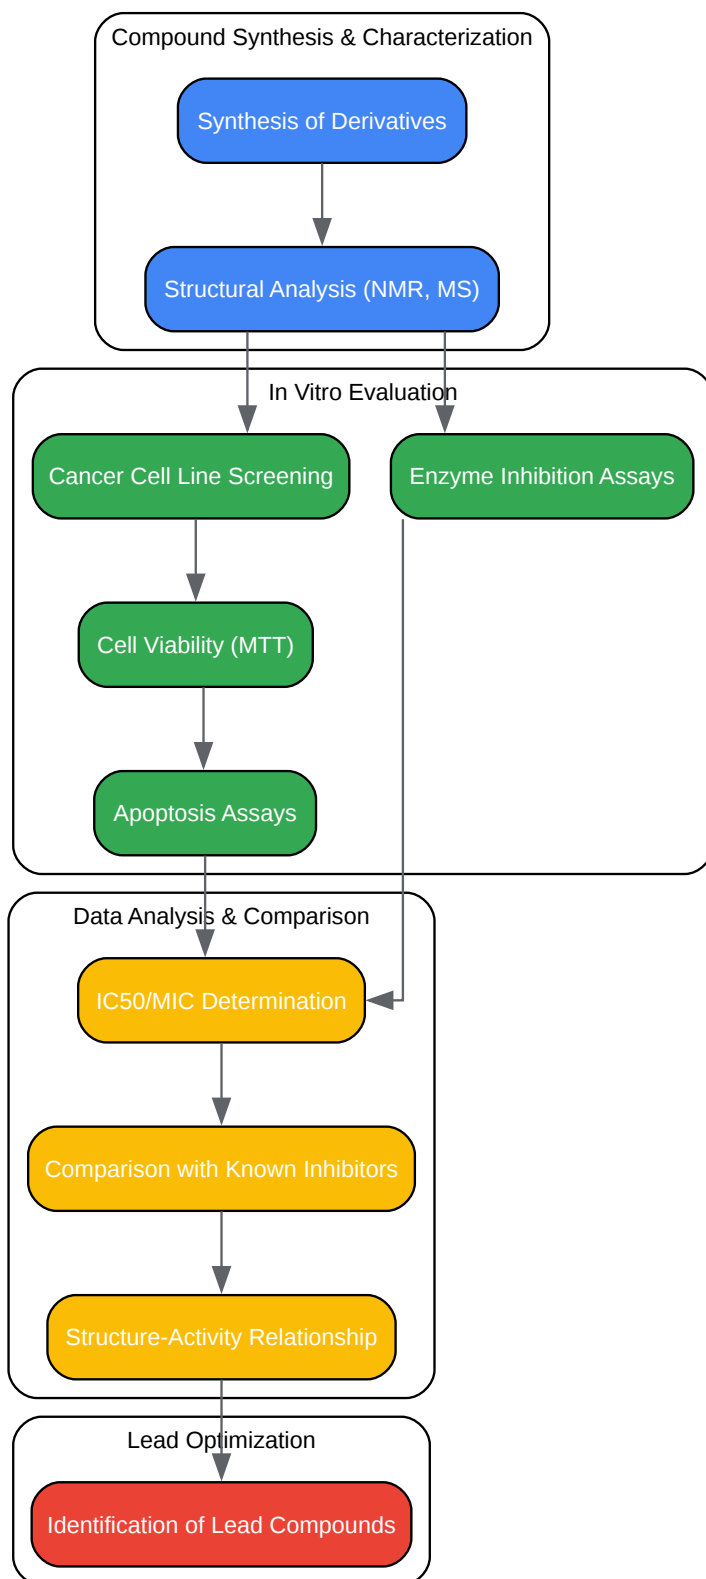 Compound Synthesis & Characterization
Synthesis of Derivatives
Structural Analysis (NMR, MS)
In Vitro Evaluation
Cancer Cell Line Screening
Enzyme Inhibition Assays
Cell Viability (MTT)
Apoptosis Assays
Data Analysis & Comparison
IC50/MIC Determination
Comparison with Known Inhibitors
Structure-Activity Relationship
Lead Optimization
Identification of Lead Compounds